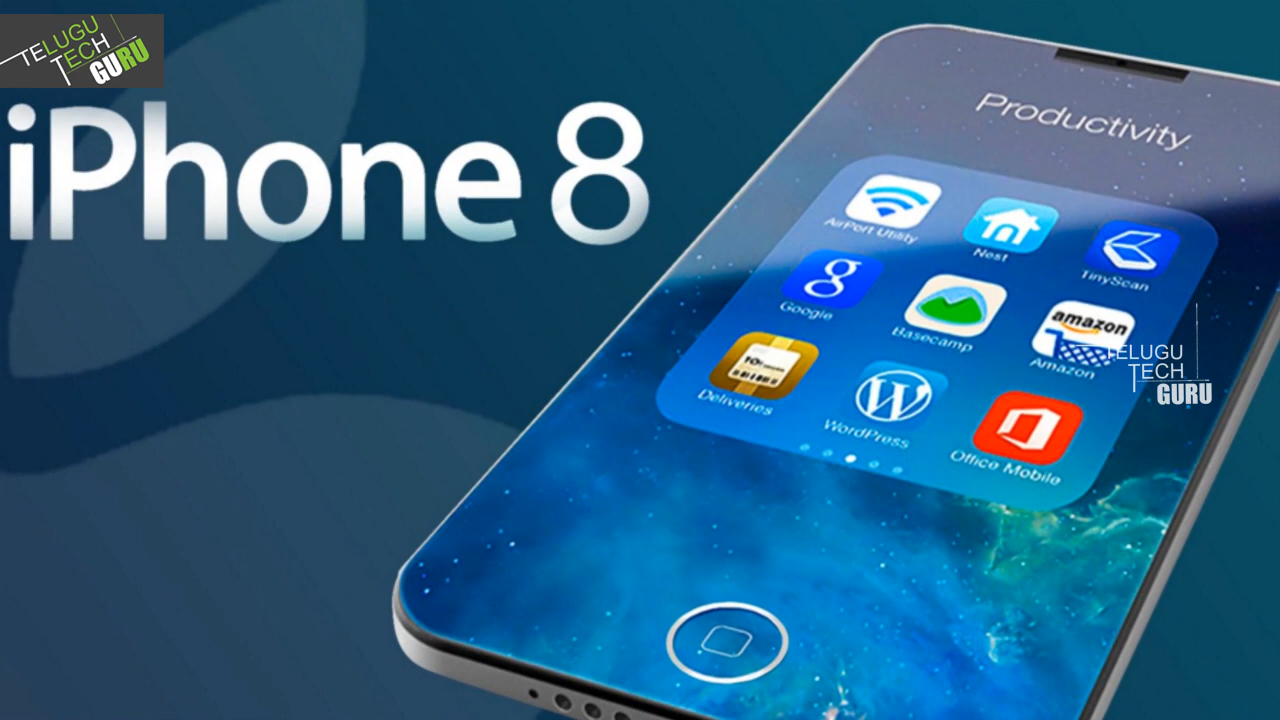 TELUGU
TECH
GURU
iPhone 8
Productivity
AirPort Utility
Nest
TinyScan
g
Google
Basecamp
amazon
Amazon
Deliveries
W
WordPress
Office Mobile
TELUGU
TECH
GURU